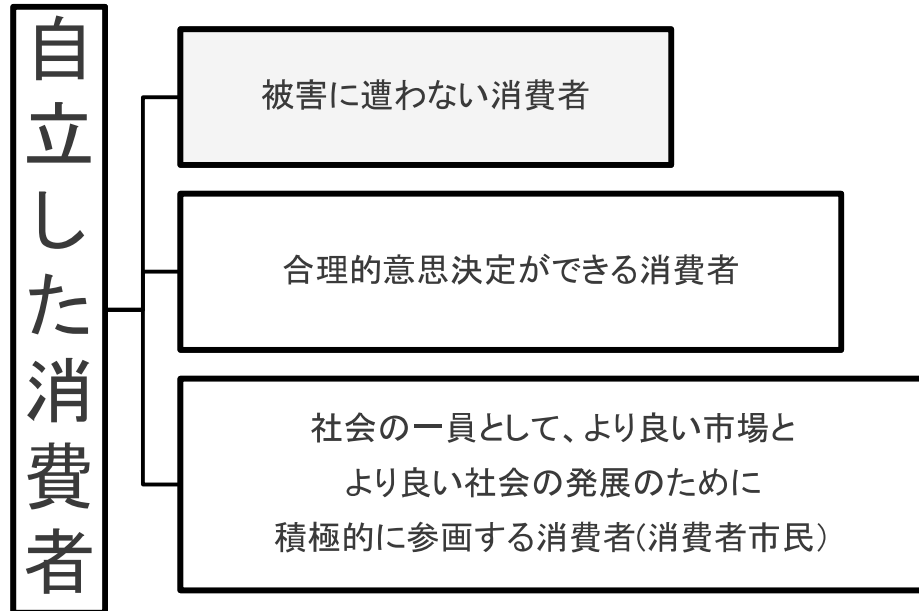 自立した消費者
被害に遭わない消費者
合理的意思決定ができる消費者
社会の一員として、より良い市場と
より良い社会の発展のために
積極的に参画する消費者(消費者市民)